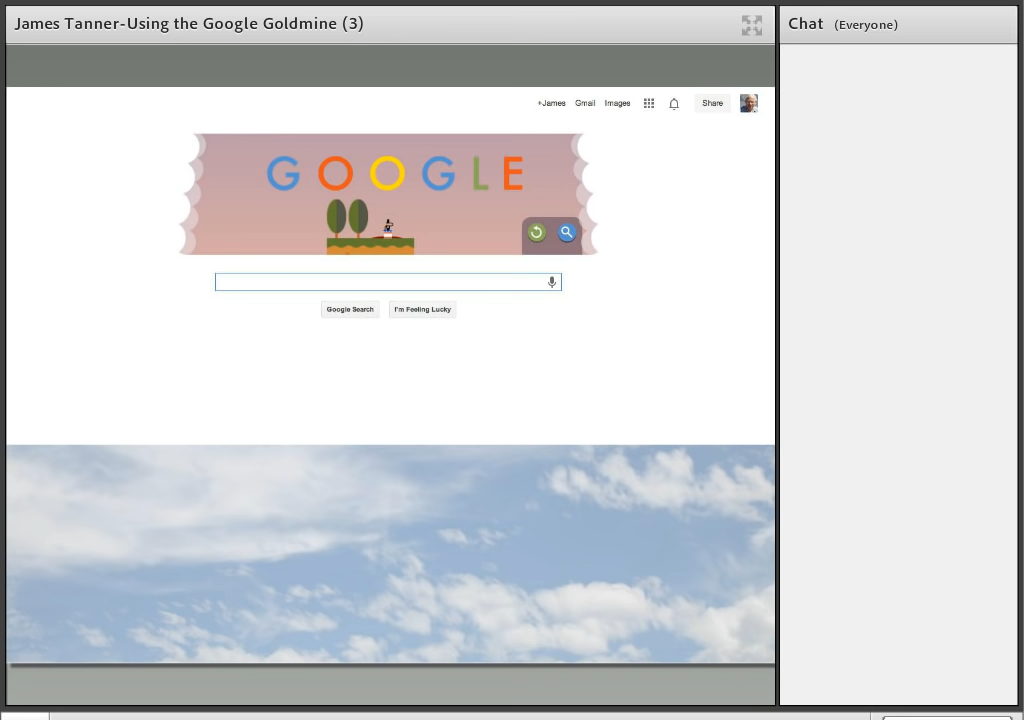 James Tanner-Using the Google Goldmine (3)
Chat (Everyone)
+James Gmail Images Share
GOOGLE
Google Search I'm Feeling Lucky